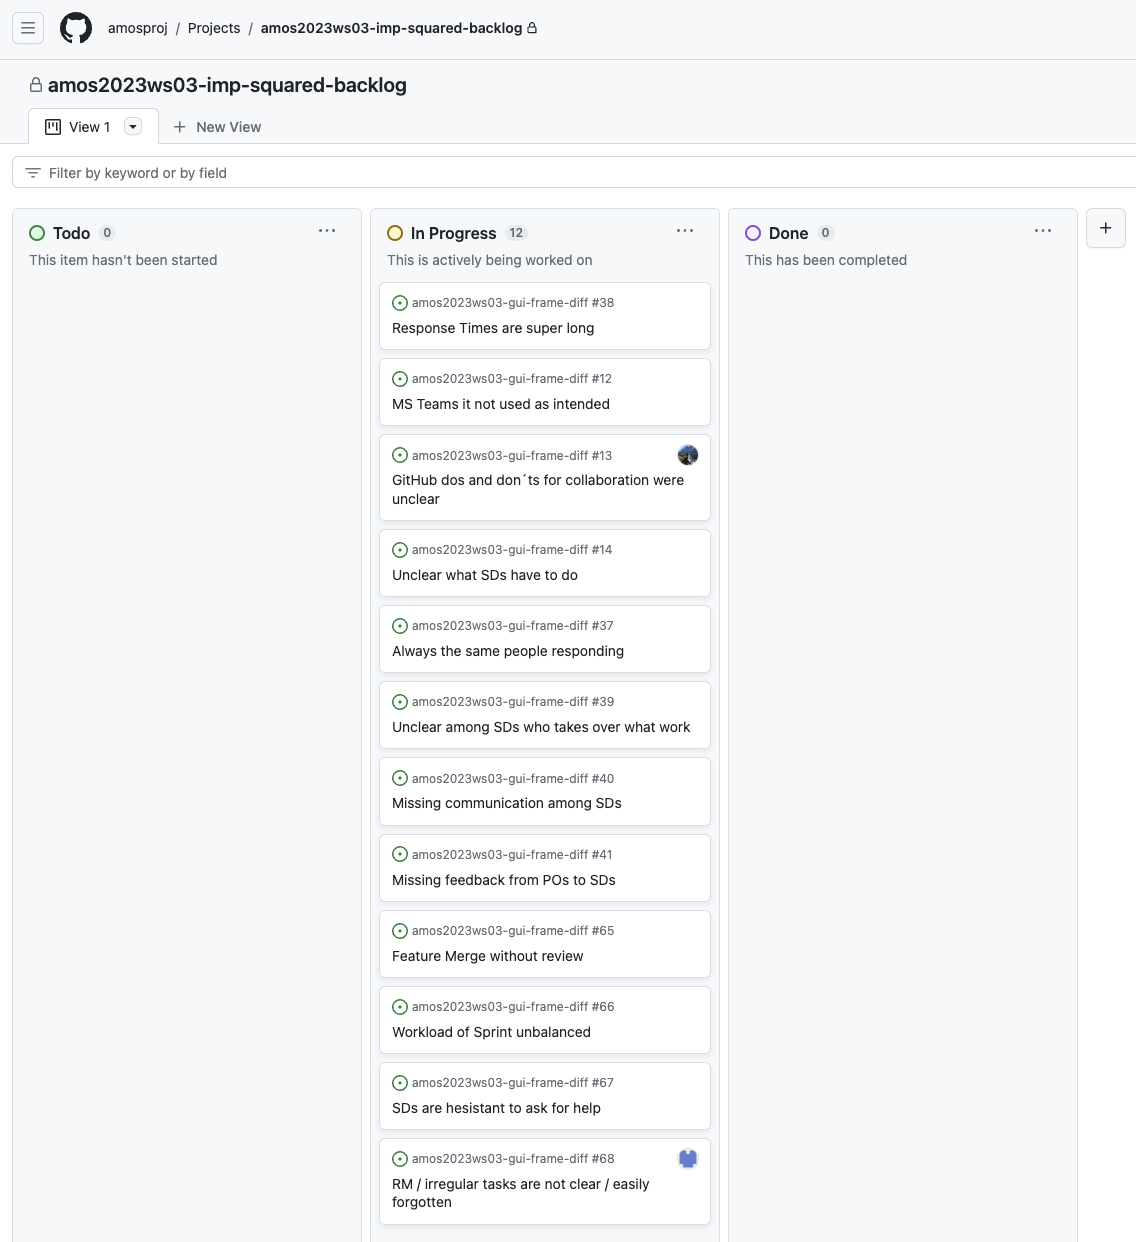 amosproj / Projects / amos2023ws03-imp-squared-backlog
amos2023ws03-imp-squared-backlog
View 1
New View
Filter by keyword or by field
Todo 0
This item hasn't been started
In Progress 12
This is actively being worked on
amos2023ws03-gui-frame-diff #38
Response Times are super long
amos2023ws03-gui-frame-diff #12
MS Teams it not used as intended
amos2023ws03-gui-frame-diff #13
GitHub dos and don´ts for collaboration were
unclear
amos2023ws03-gui-frame-diff #14
Unclear what SDs have to do
amos2023ws03-gui-frame-diff #37
Always the same people responding
amos2023ws03-gui-frame-diff #39
Unclear among SDs who takes over what work
amos2023ws03-gui-frame-diff #40
Missing communication among SDs
amos2023ws03-gui-frame-diff #41
Missing feedback from POs to SDs
amos2023ws03-gui-frame-diff #65
Feature Merge without review
amos2023ws03-gui-frame-diff #66
Workload of Sprint unbalanced
amos2023ws03-gui-frame-diff #67
SDs are hesistant to ask for help
amos2023ws03-gui-frame-diff #68
RM / irregular tasks are not clear / easily
forgotten
Done 0
This has been completed